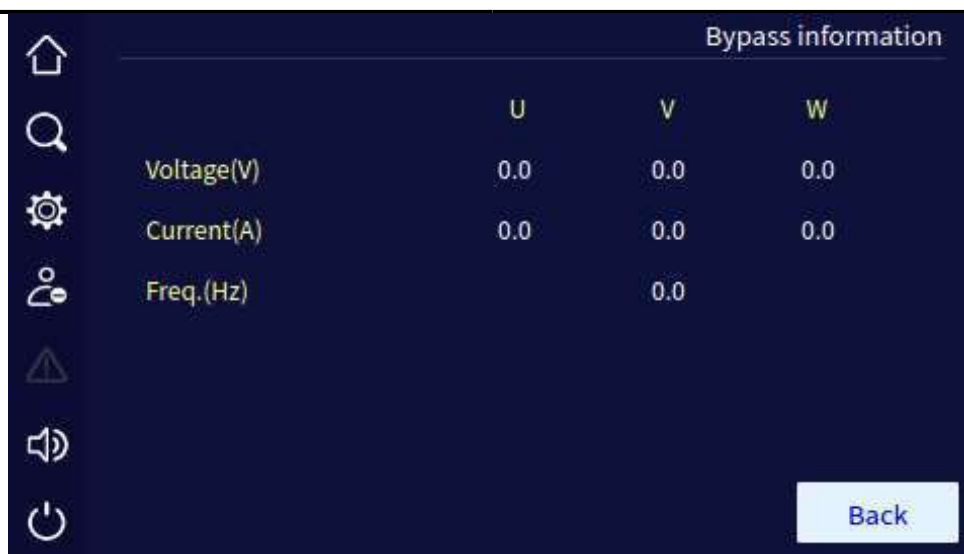 Bypass information
U V W
Voltage(V) 0.0 0.0 0.0
Current(A) 0.0 0.0 0.0
Freq.(Hz) 0.0
Back